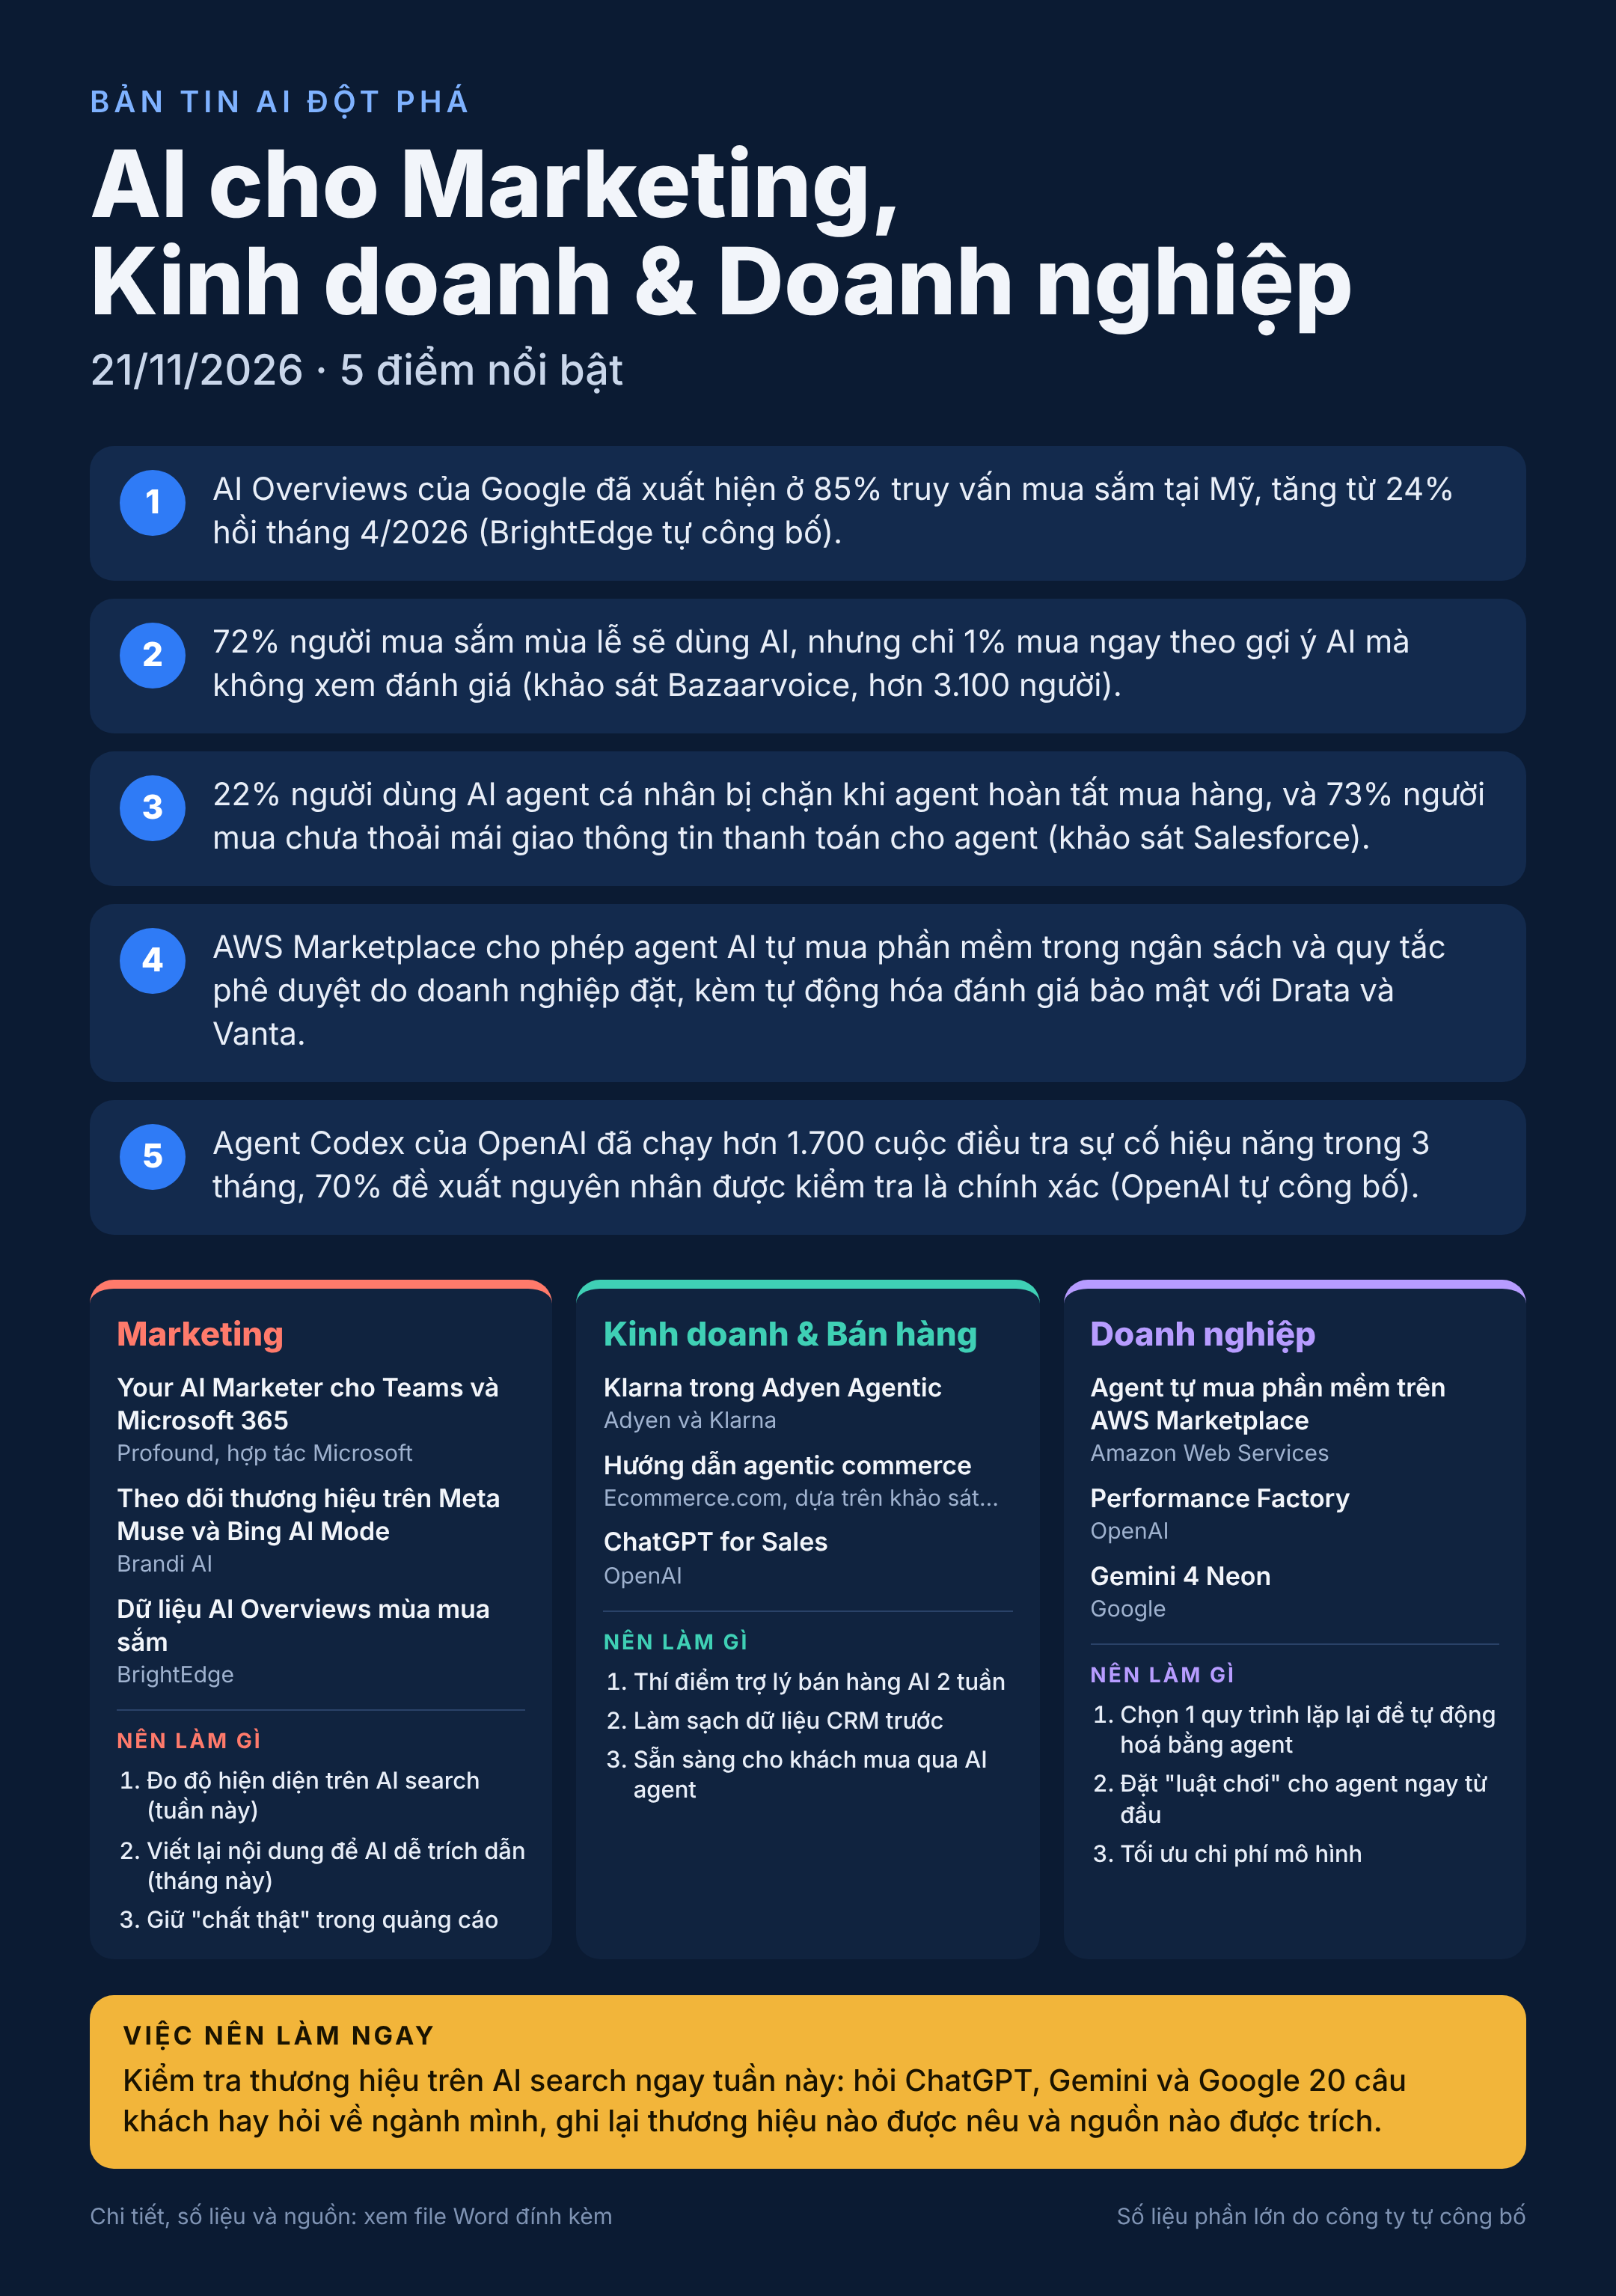 BẢN TIN AI ĐỘT PHÁ
AI cho Marketing,
Kinh doanh & Doanh nghiệp
21/11/2026 · 5 điểm nổi bật
1
AI Overviews của Google đã xuất hiện ở 85% truy vấn mua sắm tại Mỹ, tăng từ 24%
hồi tháng 4/2026 (BrightEdge tự công bố).
2
72% người mua sắm mùa lễ sẽ dùng AI, nhưng chỉ 1% mua ngay theo gợi ý AI mà
không xem đánh giá (khảo sát Bazaarvoice, hơn 3.100 người).
3
22% người dùng AI agent cá nhân bị chặn khi agent hoàn tất mua hàng, và 73% người
mua chưa thoải mái giao thông tin thanh toán cho agent (khảo sát Salesforce).
4
AWS Marketplace cho phép agent AI tự mua phần mềm trong ngân sách và quy tắc
phê duyệt do doanh nghiệp đặt, kèm tự động hóa đánh giá bảo mật với Drata và
Vanta.
5
Agent Codex của OpenAI đã chạy hơn 1.700 cuộc điều tra sự cố hiệu năng trong 3
tháng, 70% đề xuất nguyên nhân được kiểm tra là chính xác (OpenAI tự công bố).
Marketing
Your AI Marketer cho Teams và
Microsoft 365
Profound, hợp tác Microsoft
Theo dõi thương hiệu trên Meta
Muse và Bing AI Mode
Brandi AI
Dữ liệu AI Overviews mùa mua
sắm
BrightEdge
NÊN LÀM GÌ
1. Đo độ hiện diện trên AI search
(tuần này)
2. Viết lại nội dung để AI dễ trích dẫn
(tháng này)
3. Giữ "chất thật" trong quảng cáo
Kinh doanh & Bán hàng
Klarna trong Adyen Agentic
Adyen và Klarna
Hướng dẫn agentic commerce
Ecommerce.com, dựa trên khảo sát...
ChatGPT for Sales
OpenAI
NÊN LÀM GÌ
1. Thí điểm trợ lý bán hàng AI 2 tuần
2. Làm sạch dữ liệu CRM trước
3. Sẵn sàng cho khách mua qua AI
agent
Doanh nghiệp
Agent tự mua phần mềm trên
AWS Marketplace
Amazon Web Services
Performance Factory
OpenAI
Gemini 4 Neon
Google
NÊN LÀM GÌ
1. Chọn 1 quy trình lặp lại để tự động
hoá bằng agent
2. Đặt "luật chơi" cho agent ngay từ
đầu
3. Tối ưu chi phí mô hình
VIỆC NÊN LÀM NGAY
Kiểm tra thương hiệu trên AI search ngay tuần này: hỏi ChatGPT, Gemini và Google 20 câu
khách hay hỏi về ngành mình, ghi lại thương hiệu nào được nêu và nguồn nào được trích.
Chi tiết, số liệu và nguồn: xem file Word đính kèm
Số liệu phần lớn do công ty tự công bố